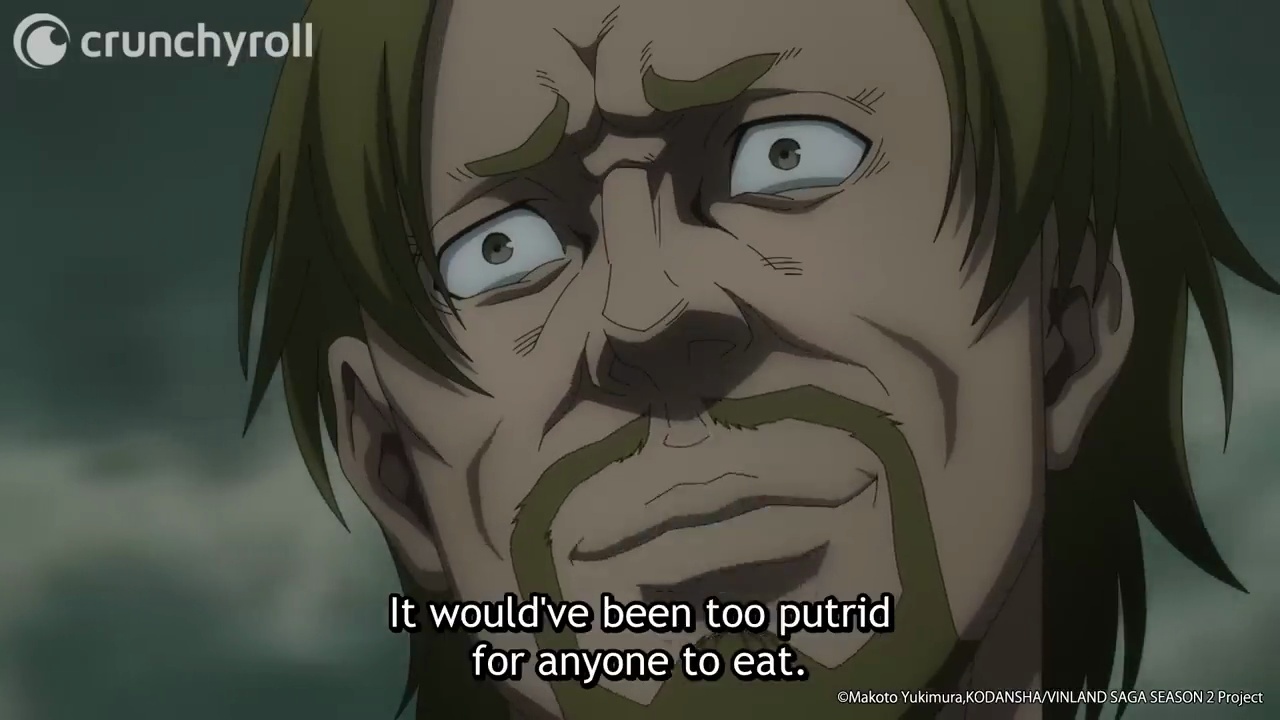 crunchyroll
It would've been too putrid
for anyone to eat.
©Makoto Yukimura,KODANSHA/VINLAND SAGA SEASON 2 Project